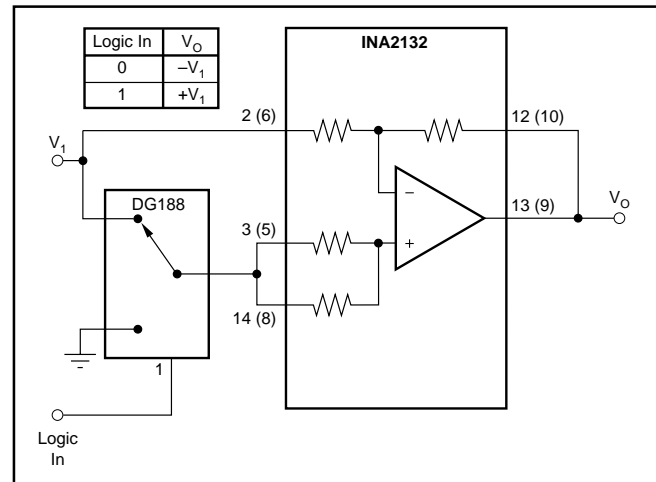 Logic In V_O
0 –V_1
1 +V_1
INA2132
2 (6)
12 (10)
V_1
DG188
–
13 (9)
V_O
3 (5)
+
14 (8)
1
Logic
In